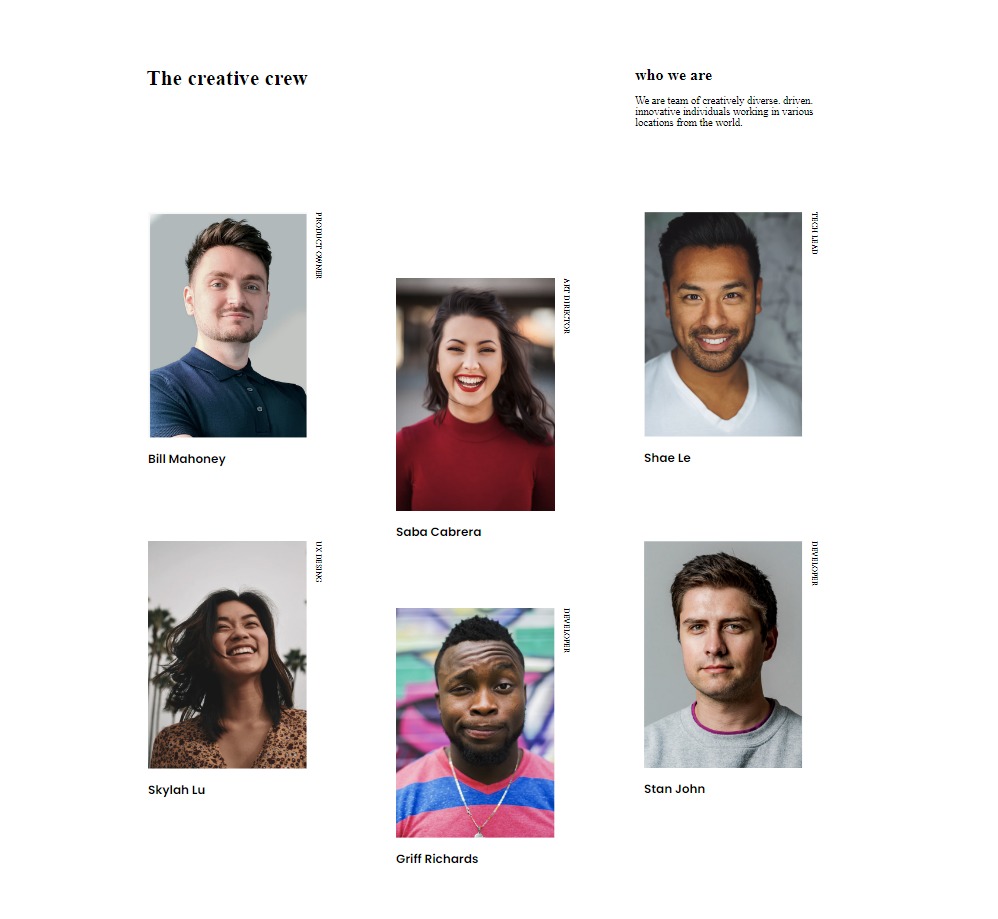 The creative crew
who we are
We are team of creatively diverse. driven.
innovative individuals working in various
locations from the world.
PRODUCT OWNER
Bill Mahoney
ART DIRECTOR
Saba Cabrera
TECH LEAD
Shae Le
UX DESING
Skylah Lu
DEVELOPER
Griff Richards
DEVELOPER
Stan John